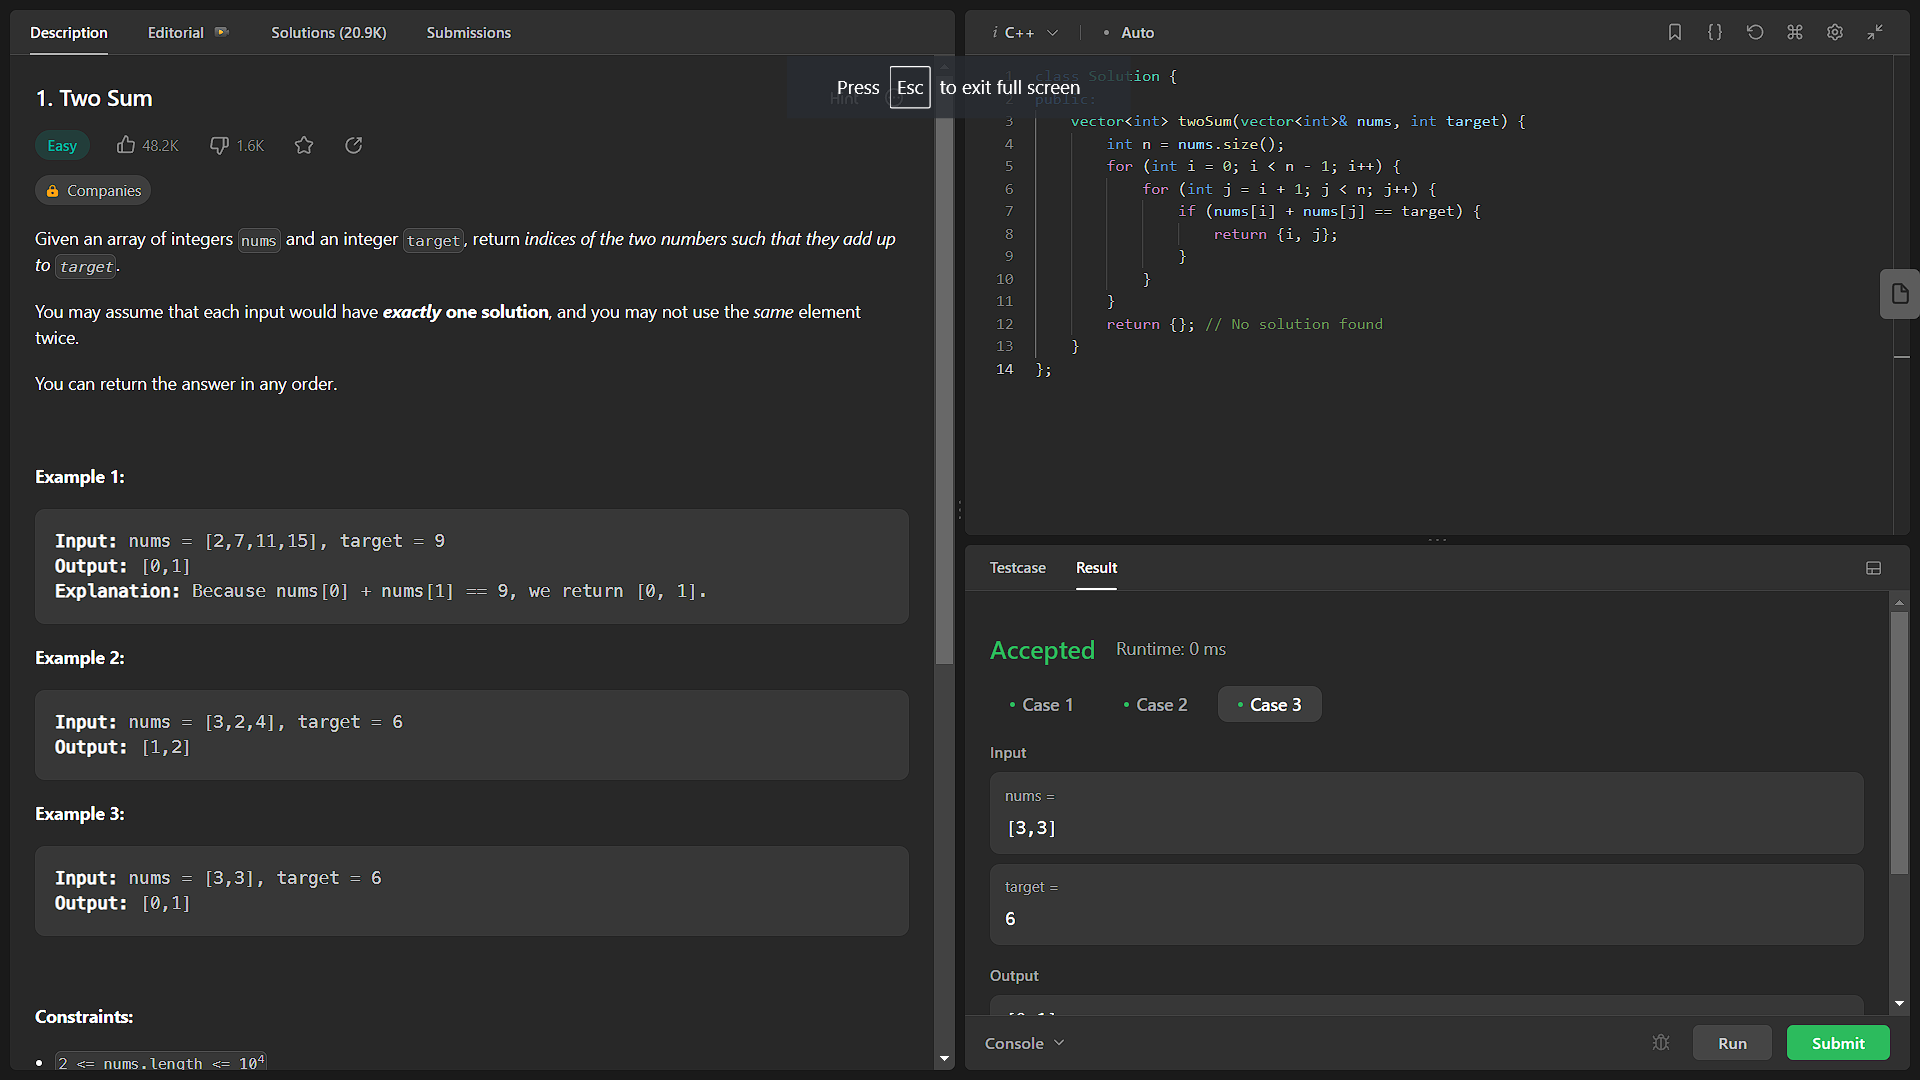 Description Editorial Solutions (20.9K) Submissions
1. Two Sum
Hint
Easy 48.2K 1.6K
Companies
Given an array of integers nums and an integer target, return indices of the two numbers such that they add up
to target.
You may assume that each input would have exactly one solution, and you may not use the same element
twice.
You can return the answer in any order.
Example 1:
Input: nums = [2,7,11,15], target = 9
Output: [0,1]
Explanation: Because nums[0] + nums[1] == 9, we return [0, 1].
Example 2:
Input: nums = [3,2,4], target = 6
Output: [1,2]
Example 3:
Input: nums = [3,3], target = 6
Output: [0,1]
Constraints:
• 2 <= nums.length <= 10⁴
Press Esc to exit full screen
i C++ • Auto
1 class Solution {
2 public:
3 vector<int> twoSum(vector<int>& nums, int target) {
4 int n = nums.size();
5 for (int i = 0; i < n - 1; i++) {
6 for (int j = i + 1; j < n; j++) {
7 if (nums[i] + nums[j] == target) {
8 return {i, j};
9 }
10 }
11 }
12 return {}; // No solution found
13 }
14 };
Testcase Result
Accepted Runtime: 0 ms
• Case 1 • Case 2 • Case 3
Input
nums =
[3,3]
target =
6
Output
Console Run Submit